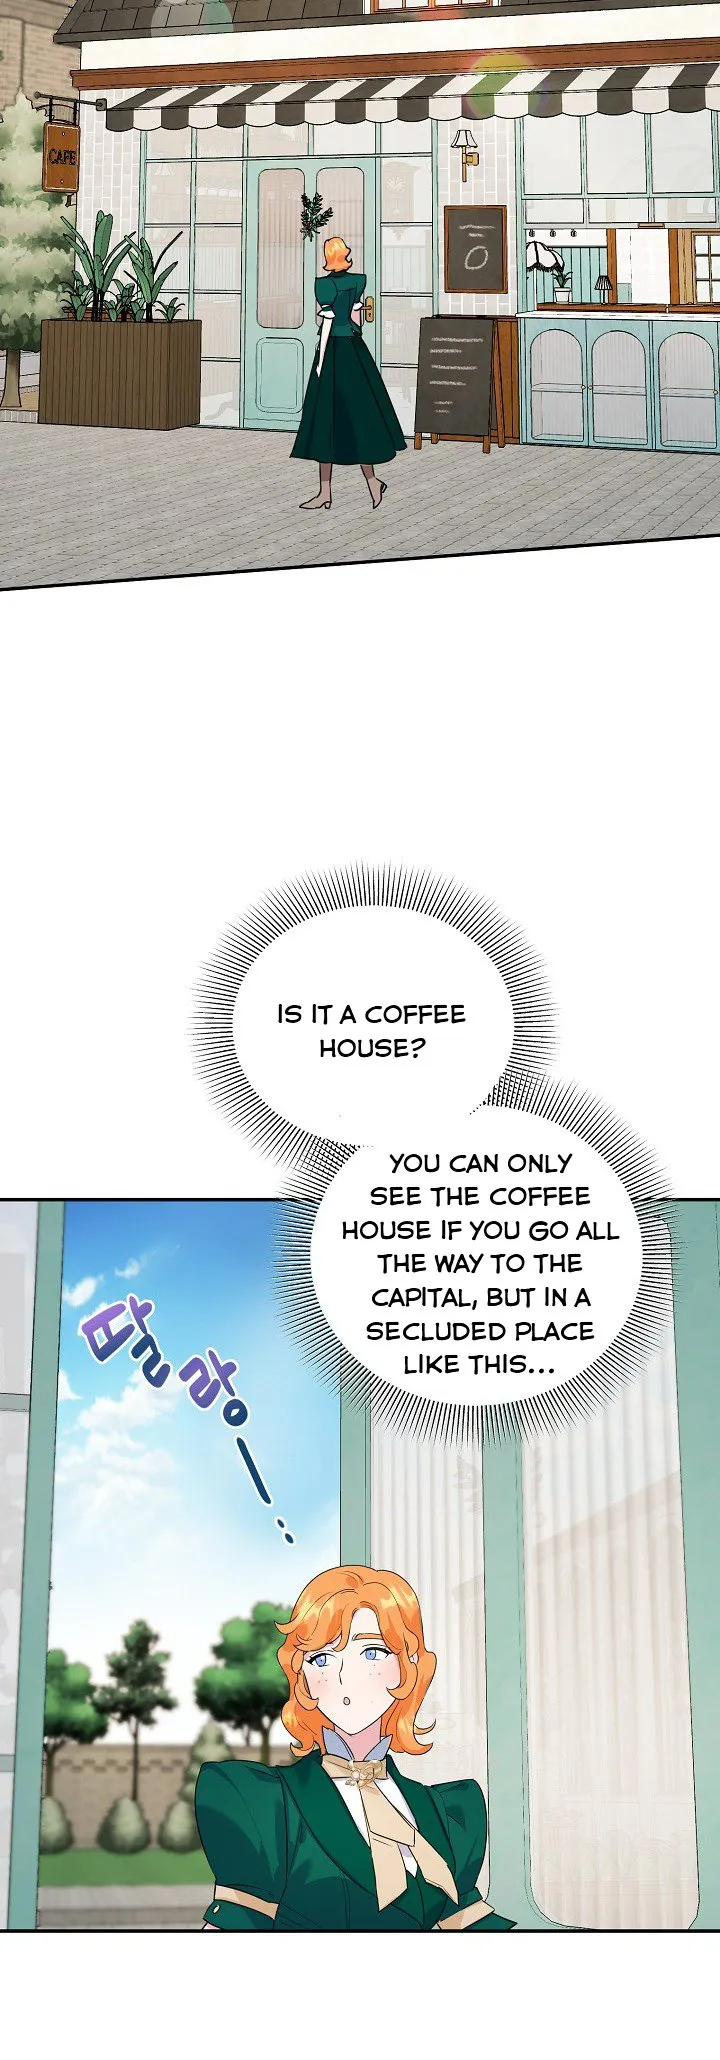 CAFE
IS IT A COFFEE
HOUSE?
YOU CAN ONLY
SEE THE COFFEE
HOUSE IF YOU GO ALL
THE WAY TO THE
CAPITAL, BUT IN A
SECLUDED PLACE
LIKE THIS...
딸랑ㅡ..